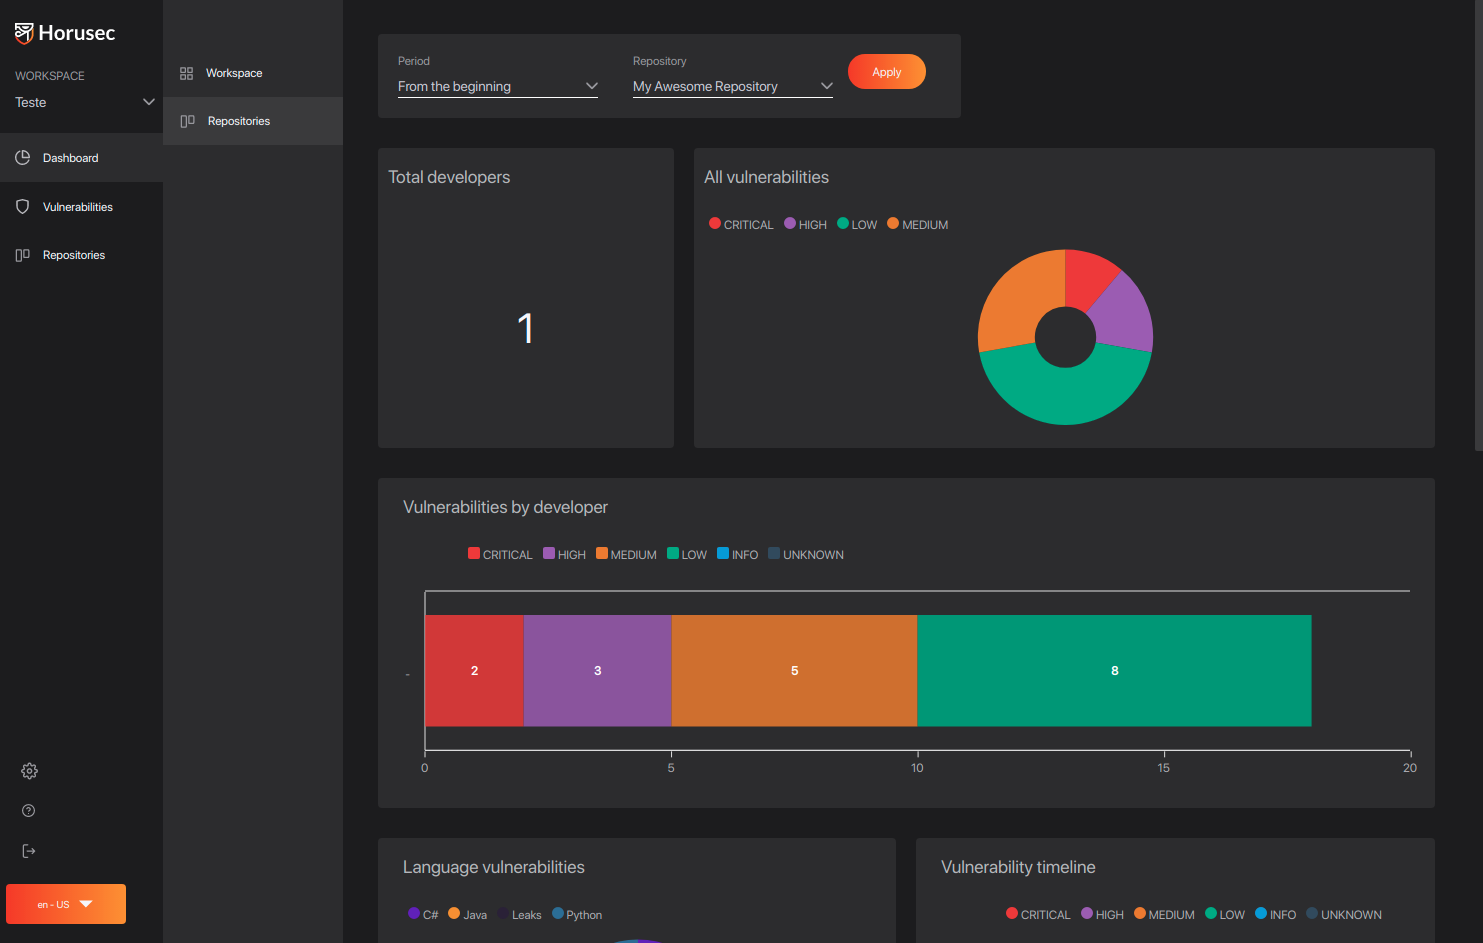 Horusec
WORKSPACE
Teste
Dashboard
Vulnerabilities
Repositories
en - US
Workspace
Repositories
Period
From the beginning
Repository
My Awesome Repository
Apply
Total developers
1
All vulnerabilities
CRITICAL HIGH LOW MEDIUM
Vulnerabilities by developer
CRITICAL HIGH MEDIUM LOW INFO UNKNOWN
-
2 3 5 8
0 5 10 15 20
Language vulnerabilities
C# Java Leaks Python
Vulnerability timeline
CRITICAL HIGH MEDIUM LOW INFO UNKNOWN